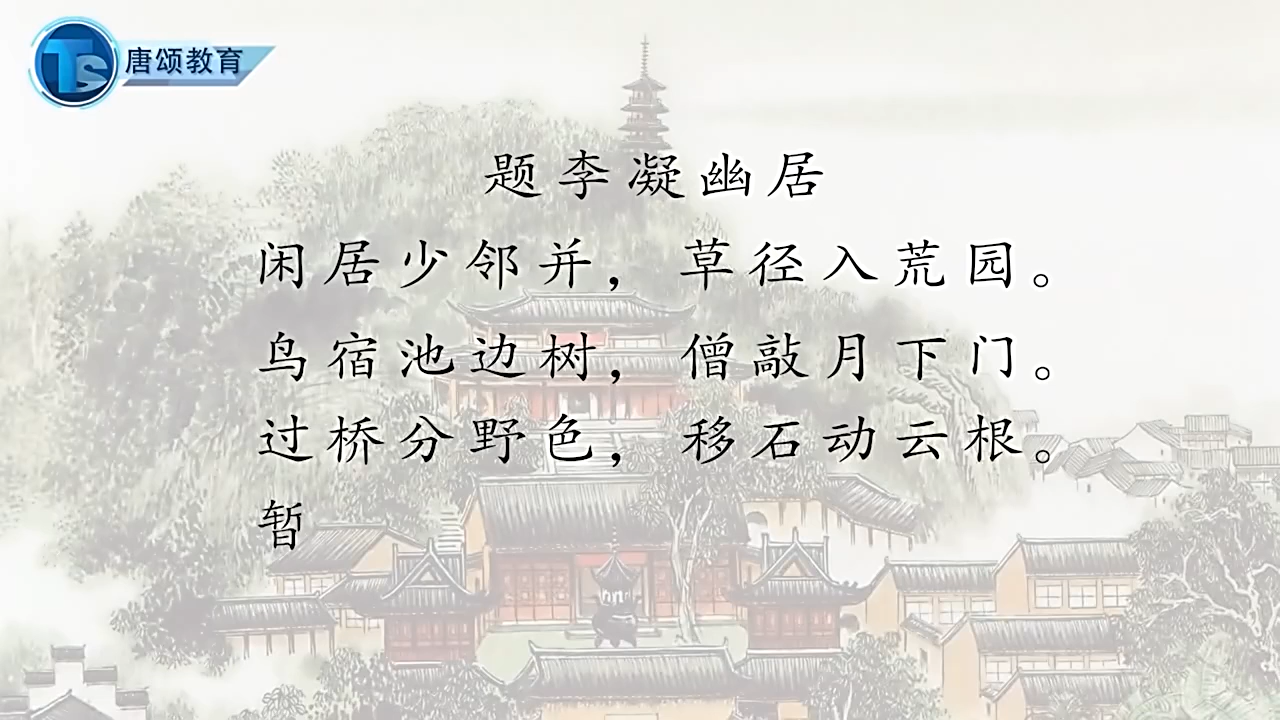 TS 唐颂教育
题李凝幽居
闲居少邻并，草径入荒园。
鸟宿池边树，僧敲月下门。
过桥分野色，移石动云根。
暂